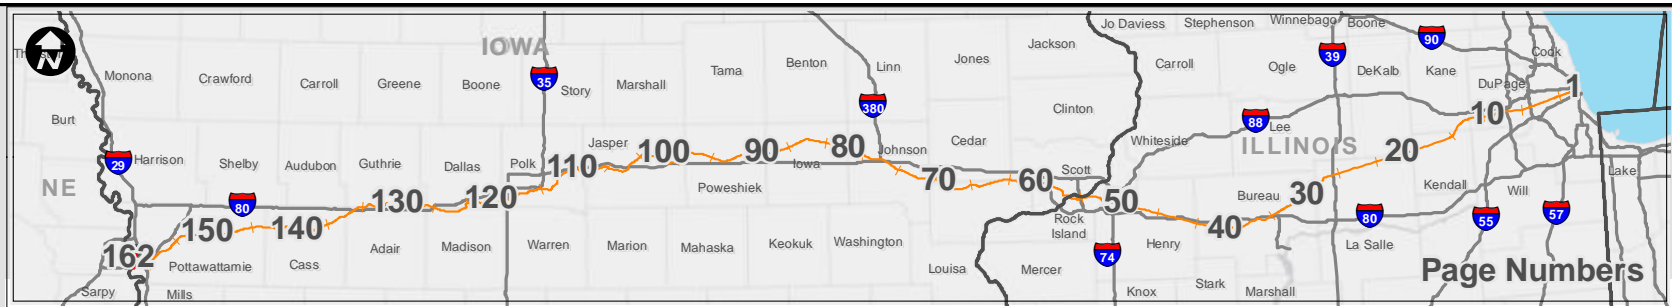 Jo Daviess
Stephenson
Winnebago
Boone
N
IOWA
Jackson
90
39
Cock
Monona
Crawford
Carroll
Greene
Boone
35
Story
Marshall
Tama
Benton
Linn
Jones
Carroll
Ogle
DeKalb
Kane
DuPage
1
Burt
380
Clinton
88
Lee
10
Harrison
29
Shelby
Audubon
Guthrie
Dallas
Polk
Jasper
110
100
90
80
Iowa
Johnson
Cedar
Whiteside
ILLINOIS
20
NE
80
130
120
Poweshiek
70
60
Scott
50
Bureau
30
Kendall
Will
Lake
162
150
140
Adair
Madison
Warren
Marion
Mahaska
Keokuk
Washington
Rock
Island
Henry
40
80
La Salle
55
57
Pottawattamie
Cass
Louisa
Mercer
74
Stark
Page Numbers
Sarpy
Mills
Knox
Marshall